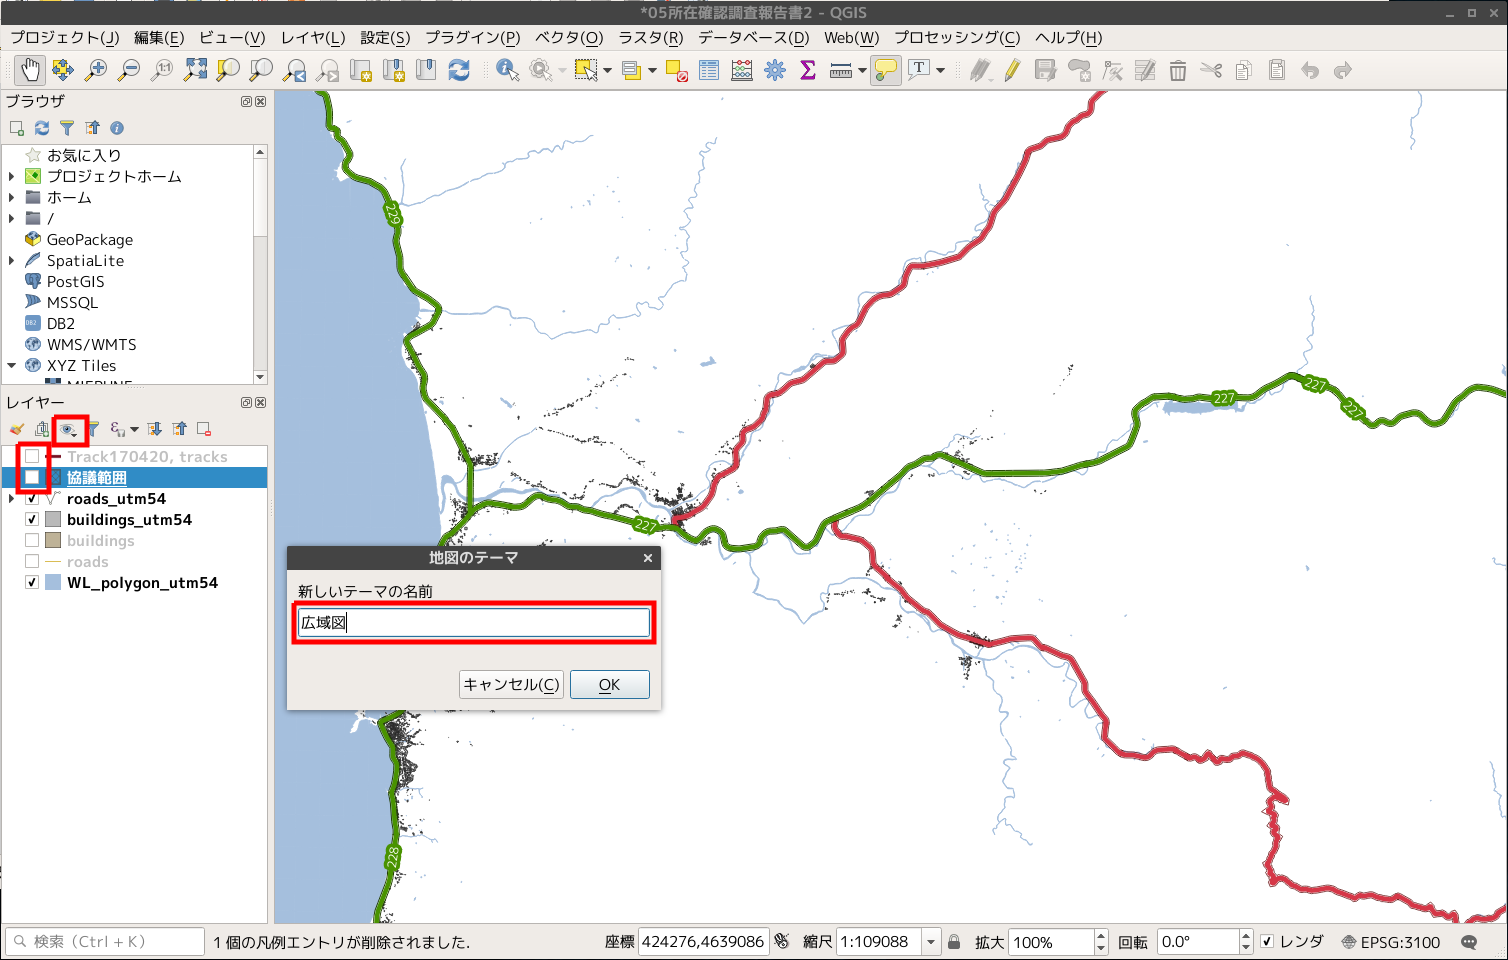 *05所在確認調査報告書2 - QGIS
プロジェクト(J) 編集(E) ビュー(V) レイヤ(L) 設定(S) プラグイン(P) ベクタ(O) ラスタ(R) データベース(D) Web(W) プロセッシング(C) ヘルプ(H)
1:1
T
ブラウザ
お気に入り
プロジェクトホーム
ホーム
/
GeoPackage
SpatiaLite
PostGIS
MSSQL
DB2
WMS/WMTS
XYZ Tiles
レイヤー
Track170420, tracks
協議範囲
roads_utm54
buildings_utm54
buildings
roads
WL_polygon_utm54
229
227
227
227
227
228
地図のテーマ
新しいテーマの名前
広域図
キャンセル(C) OK
検索 (Ctrl + K) 1 個の凡例エントリが削除されました. 座標 424276,4639086 縮尺 1:109088 拡大 100% 回転 0.0° レンダ EPSG:3100